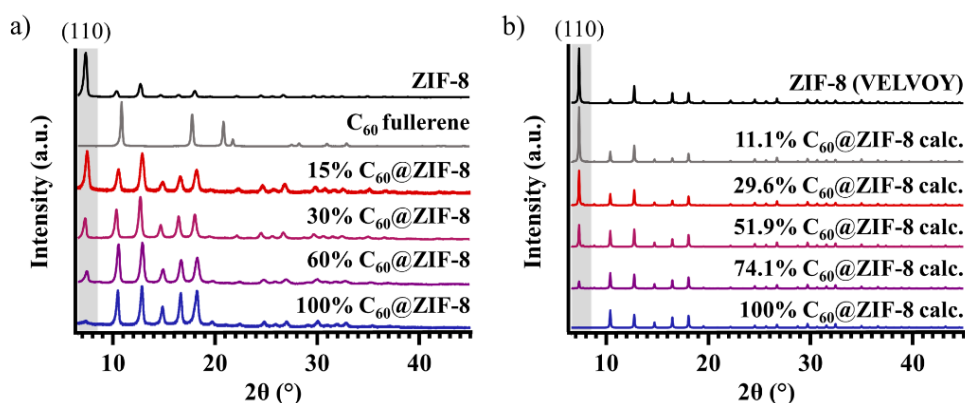 a)
(110)
ZIF-8
C₆₀ fullerene
15% C₆₀@ZIF-8
30% C₆₀@ZIF-8
60% C₆₀@ZIF-8
100% C₆₀@ZIF-8
Intensity (a.u.)
10 20 30 40
2θ (°)
b)
(110)
ZIF-8 (VELVOY)
11.1% C₆₀@ZIF-8 calc.
29.6% C₆₀@ZIF-8 calc.
51.9% C₆₀@ZIF-8 calc.
74.1% C₆₀@ZIF-8 calc.
100% C₆₀@ZIF-8 calc.
Intensity (a.u.)
10 20 30 40
2θ (°)